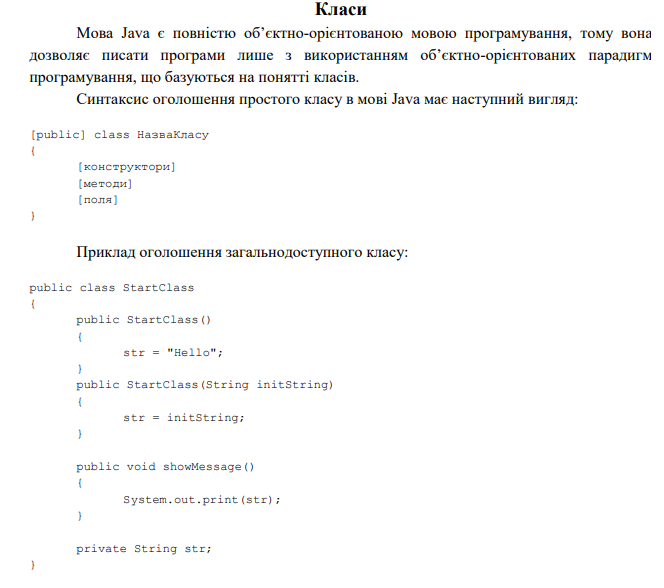 Класи
Мова Java є повністю об’єктно-орієнтованою мовою програмування, тому вона
дозволяє писати програми лише з використанням об’єктно-орієнтованих парадигм
програмування, що базуються на понятті класів.
Синтаксис оголошення простого класу в мові Java має наступний вигляд:
[public] class НазваКласу
{
[конструктори]
[методи]
[поля]
}
Приклад оголошення загальнодоступного класу:
public class StartClass
{
public StartClass()
{
str = "Hello";
}
public StartClass(String initString)
{
str = initString;
}
public void showMessage()
{
System.out.print(str);
}
private String str;
}